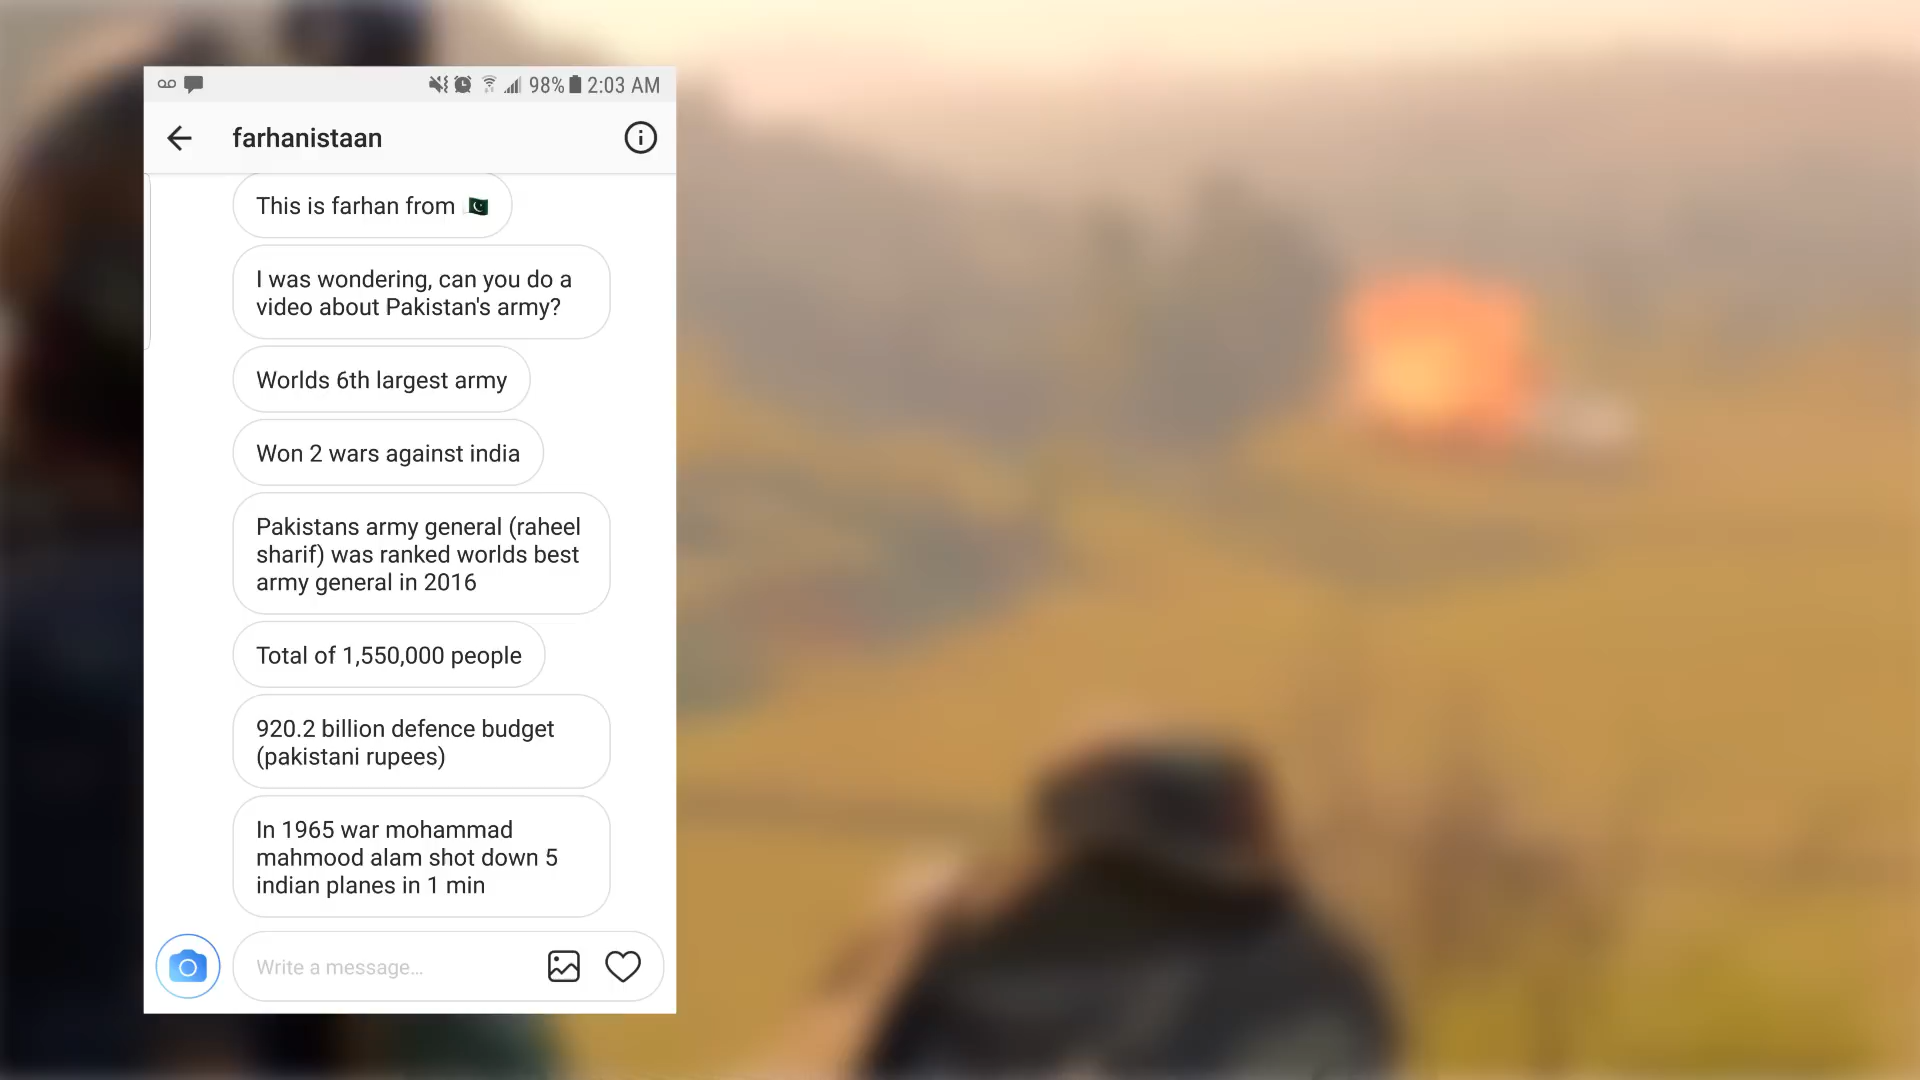 98% 2:03 AM
farhanistaan
This is farhan from 🇵🇰
I was wondering, can you do a
video about Pakistan's army?
Worlds 6th largest army
Won 2 wars against india
Pakistans army general (raheel
sharif) was ranked worlds best
army general in 2016
Total of 1,550,000 people
920.2 billion defence budget
(pakistani rupees)
In 1965 war mohammad
mahmood alam shot down 5
indian planes in 1 min
Write a message...